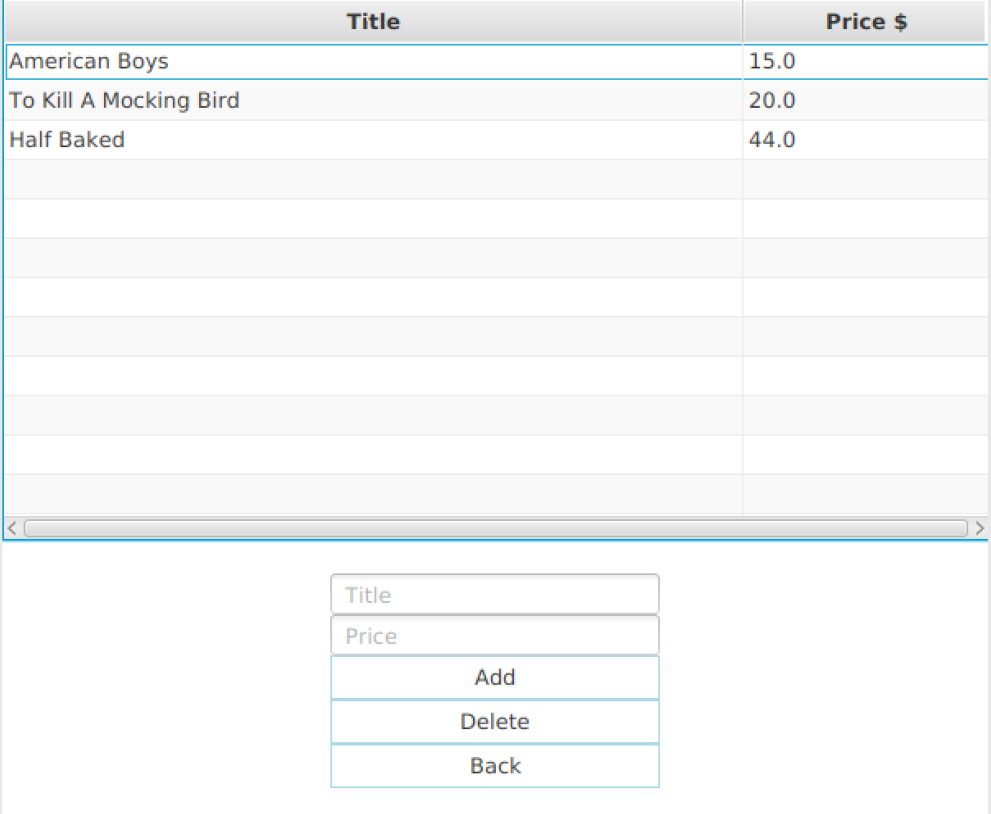 Title Price $
American Boys 15.0
To Kill A Mocking Bird 20.0
Half Baked 44.0
Title
Price
Add
Delete
Back